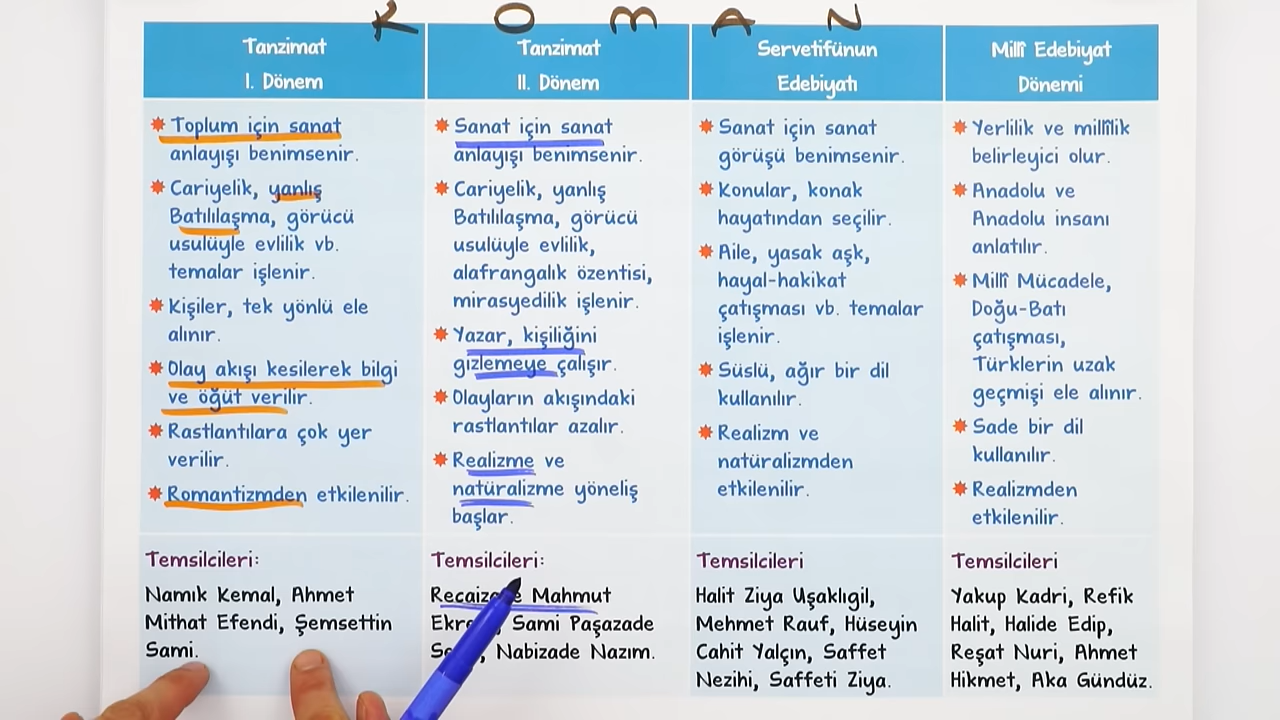 ROMAN
Tanzimat
I. Dönem
Toplum için sanat
anlayışı benimsenir.
Cariyelik, yanlış
Batılılaşma, görücü
usulüyle evlilik vb.
temalar işlenir.
Kişiler, tek yönlü ele
alınır.
Olay akışı kesilerek bilgi
ve öğüt verilir.
Rastlantılara çok yer
verilir.
Romantizmden etkilenilir.
Temsilcileri:
Namık Kemal, Ahmet
Mithat Efendi, Şemsettin
Sami.
Tanzimat
II. Dönem
Sanat için sanat
anlayışı benimsenir.
Cariyelik, yanlış
Batılılaşma, görücü
usulüyle evlilik,
alafrangalık özentisi,
mirasyedilik işlenir.
Yazar, kişiliğini
gizlemeye çalışır.
Olayların akışındaki
rastlantılar azalır.
Realizme ve
natüralizme yöneliş
başlar.
Temsilcileri:
Mahmut
Sami Paşazade
Nabizade Nazım.
Servetifünun
Edebiyatı
Sanat için sanat
görüşü benimsenir.
Konular, konak
hayatından seçilir.
Aile, yasak aşk,
hayal-hakikat
çatışması vb. temalar
işlenir.
Süslü, ağır bir dil
kullanılır.
Realizm ve
natüralizmden
etkilenilir.
Temsilcileri
Halit Ziya Uşaklıgil,
Mehmet Rauf, Hüseyin
Cahit Yalçın, Saffet
Nezihi, Saffeti Ziya.
Millî Edebiyat
Dönemi
Yerlilik ve millîlik
belirleyici olur.
Anadolu ve
Anadolu insanı
anlatılır.
Millî Mücadele,
Doğu-Batı
çatışması,
Türklerin uzak
geçmişi ele alınır.
Sade bir dil
kullanılır.
Realizmden
etkilenilir.
Temsilcileri
Yakup Kadri, Refik
Halit, Halide Edip,
Reşat Nuri, Ahmet
Hikmet, Aka Gündüz.